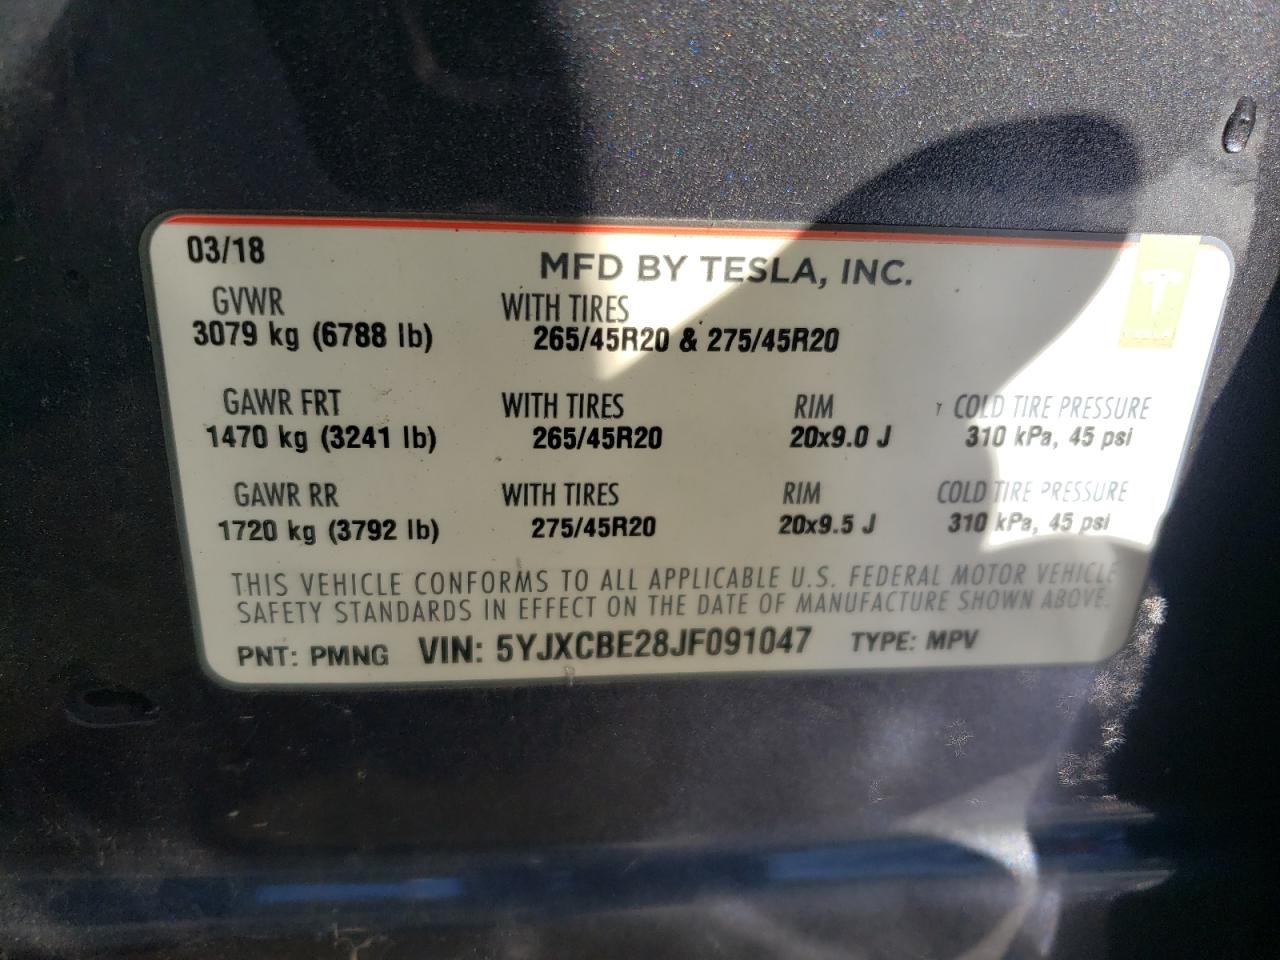 03/18 MFD BY TESLA, INC.
GVWR WITH TIRES
3079 kg (6788 lb) 265/45R20 & 275/45R20
GAWR FRT WITH TIRES RIM COLD TIRE PRESSURE
1470 kg (3241 lb) 265/45R20 20x9.0 J 310 kPa, 45 psi
GAWR RR WITH TIRES RIM COLD TIRE PRESSURE
1720 kg (3792 lb) 275/45R20 20x9.5 J 310 kPa, 45 psi
THIS VEHICLE CONFORMS TO ALL APPLICABLE U.S. FEDERAL MOTOR VEHICLE
SAFETY STANDARDS IN EFFECT ON THE DATE OF MANUFACTURE SHOWN ABOVE.
PNT: PMNG VIN: 5YJXCBE28JF091047 TYPE: MPV